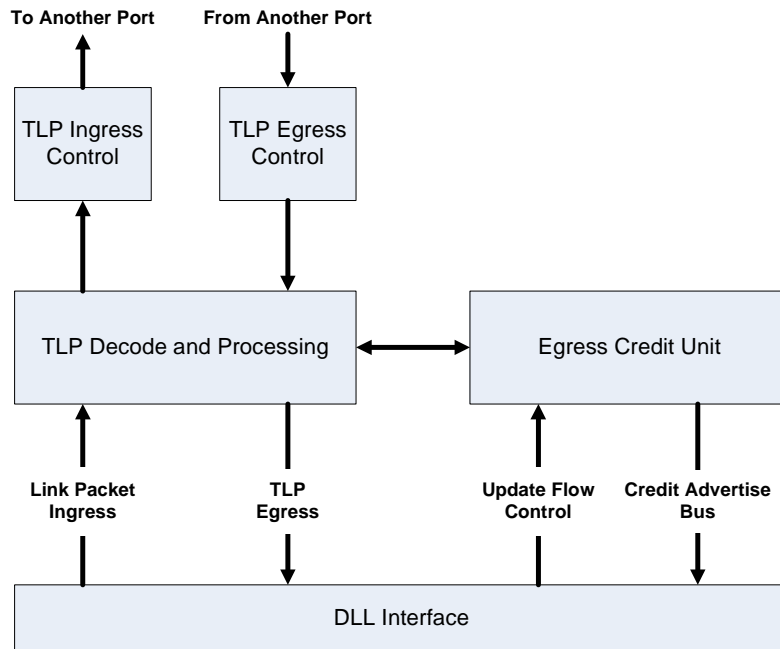 To Another Port
From Another Port
TLP Ingress
Control
TLP Egress
Control
TLP Decode and Processing
Egress Credit Unit
Link Packet
Ingress
TLP
Egress
Update Flow
Control
Credit Advertise
Bus
DLL Interface